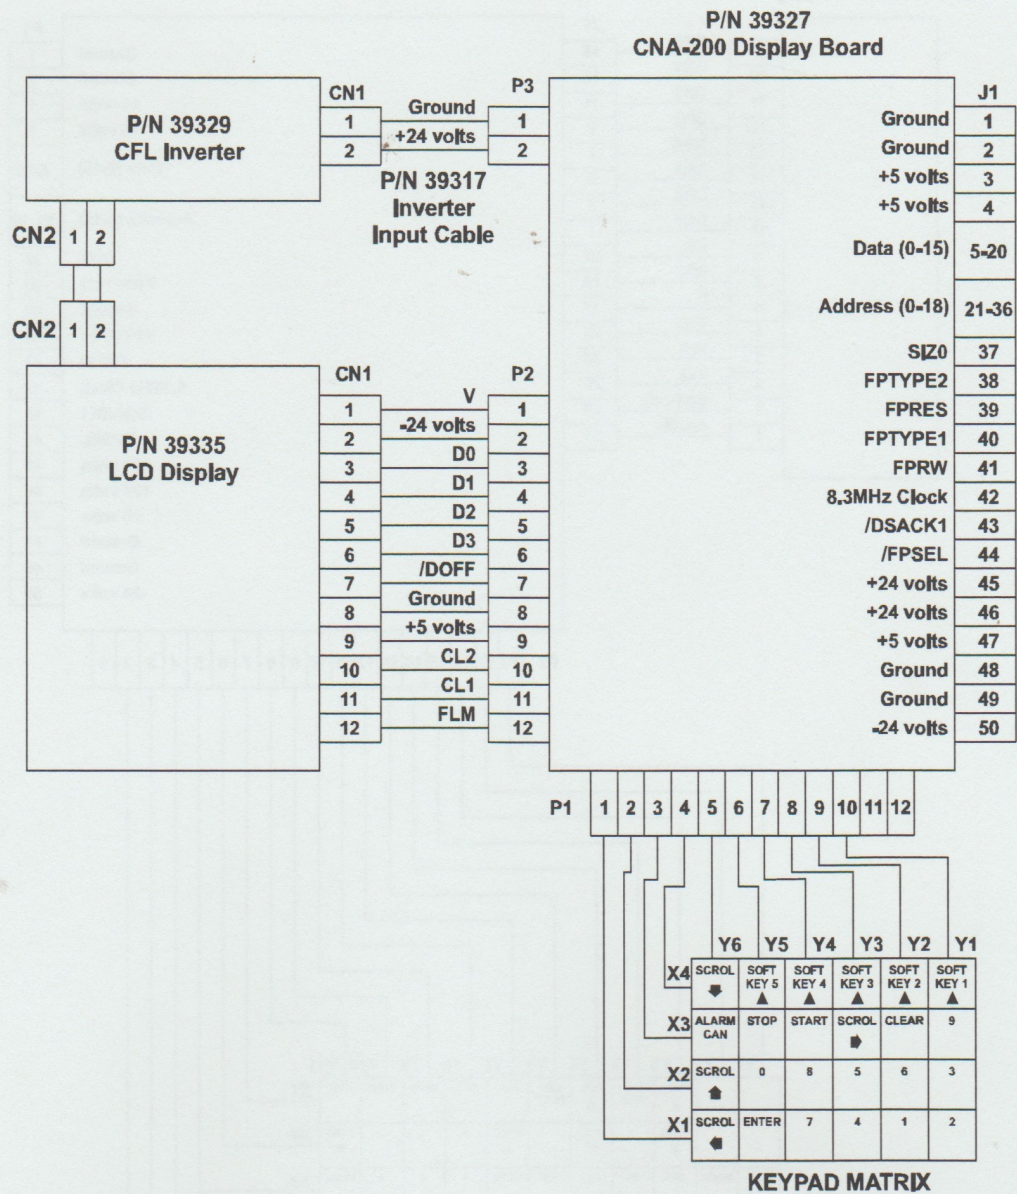 P/N 39327
CNA-200 Display Board
P/N 39329
CFL Inverter
CN1
1
2
Ground
+24 volts
P3
1
2
P/N 39317
Inverter
Input Cable
CN2 1 2
CN2 1 2
P/N 39335
LCD Display
CN1
1
2
3
4
5
6
7
8
9
10
11
12
V
-24 volts
D0
D1
D2
D3
/DOFF
Ground
+5 volts
CL2
CL1
FLM
P2
1
2
3
4
5
6
7
8
9
10
11
12
J1
Ground 1
Ground 2
+5 volts 3
+5 volts 4
Data (0-15) 5-20
Address (0-18) 21-36
SIZ0 37
FPTYPE2 38
FPRES 39
FPTYPE1 40
FPRW 41
8.3MHz Clock 42
/DSACK1 43
/FPSEL 44
+24 volts 45
+24 volts 46
+5 volts 47
Ground 48
Ground 49
-24 volts 50
P1 1 2 3 4 5 6 7 8 9 10 11 12
Y6 Y5 Y4 Y3 Y2 Y1
X4 SCROL SOFT KEY 5 SOFT KEY 4 SOFT KEY 3 SOFT KEY 2 SOFT KEY 1
X3 ALARM CAN STOP START SCROL CLEAR 9
X2 SCROL 0 8 5 6 3
X1 SCROL ENTER 7 4 1 2
KEYPAD MATRIX